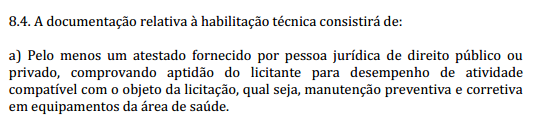 8.4. A documentação relativa à habilitação técnica consistirá de:
a) Pelo menos um atestado fornecido por pessoa jurídica de direito público ou
privado, comprovando aptidão do licitante para desempenho de atividade
compatível com o objeto da licitação, qual seja, manutenção preventiva e corretiva
em equipamentos da área de saúde.